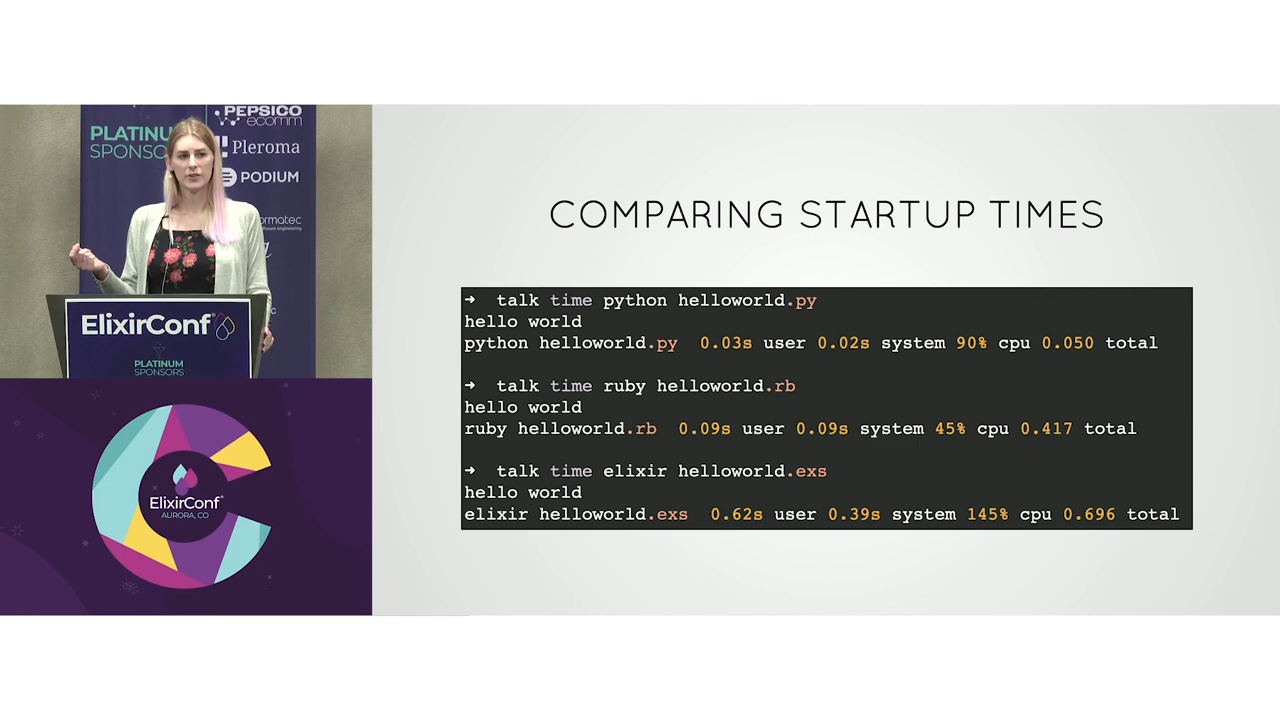 PEPSICO
ecomm
PLATINU
SPONSO
Pleroma
PODIUM
ormatec
ElixirConf
PLATINUM
SPONSORS
ElixirConf
AURORA, CO
COMPARING STARTUP TIMES
➜ talk time python helloworld.py
hello world
python helloworld.py 0.03s user 0.02s system 90% cpu 0.050 total
➜ talk time ruby helloworld.rb
hello world
ruby helloworld.rb 0.09s user 0.09s system 45% cpu 0.417 total
➜ talk time elixir helloworld.exs
hello world
elixir helloworld.exs 0.62s user 0.39s system 145% cpu 0.696 total